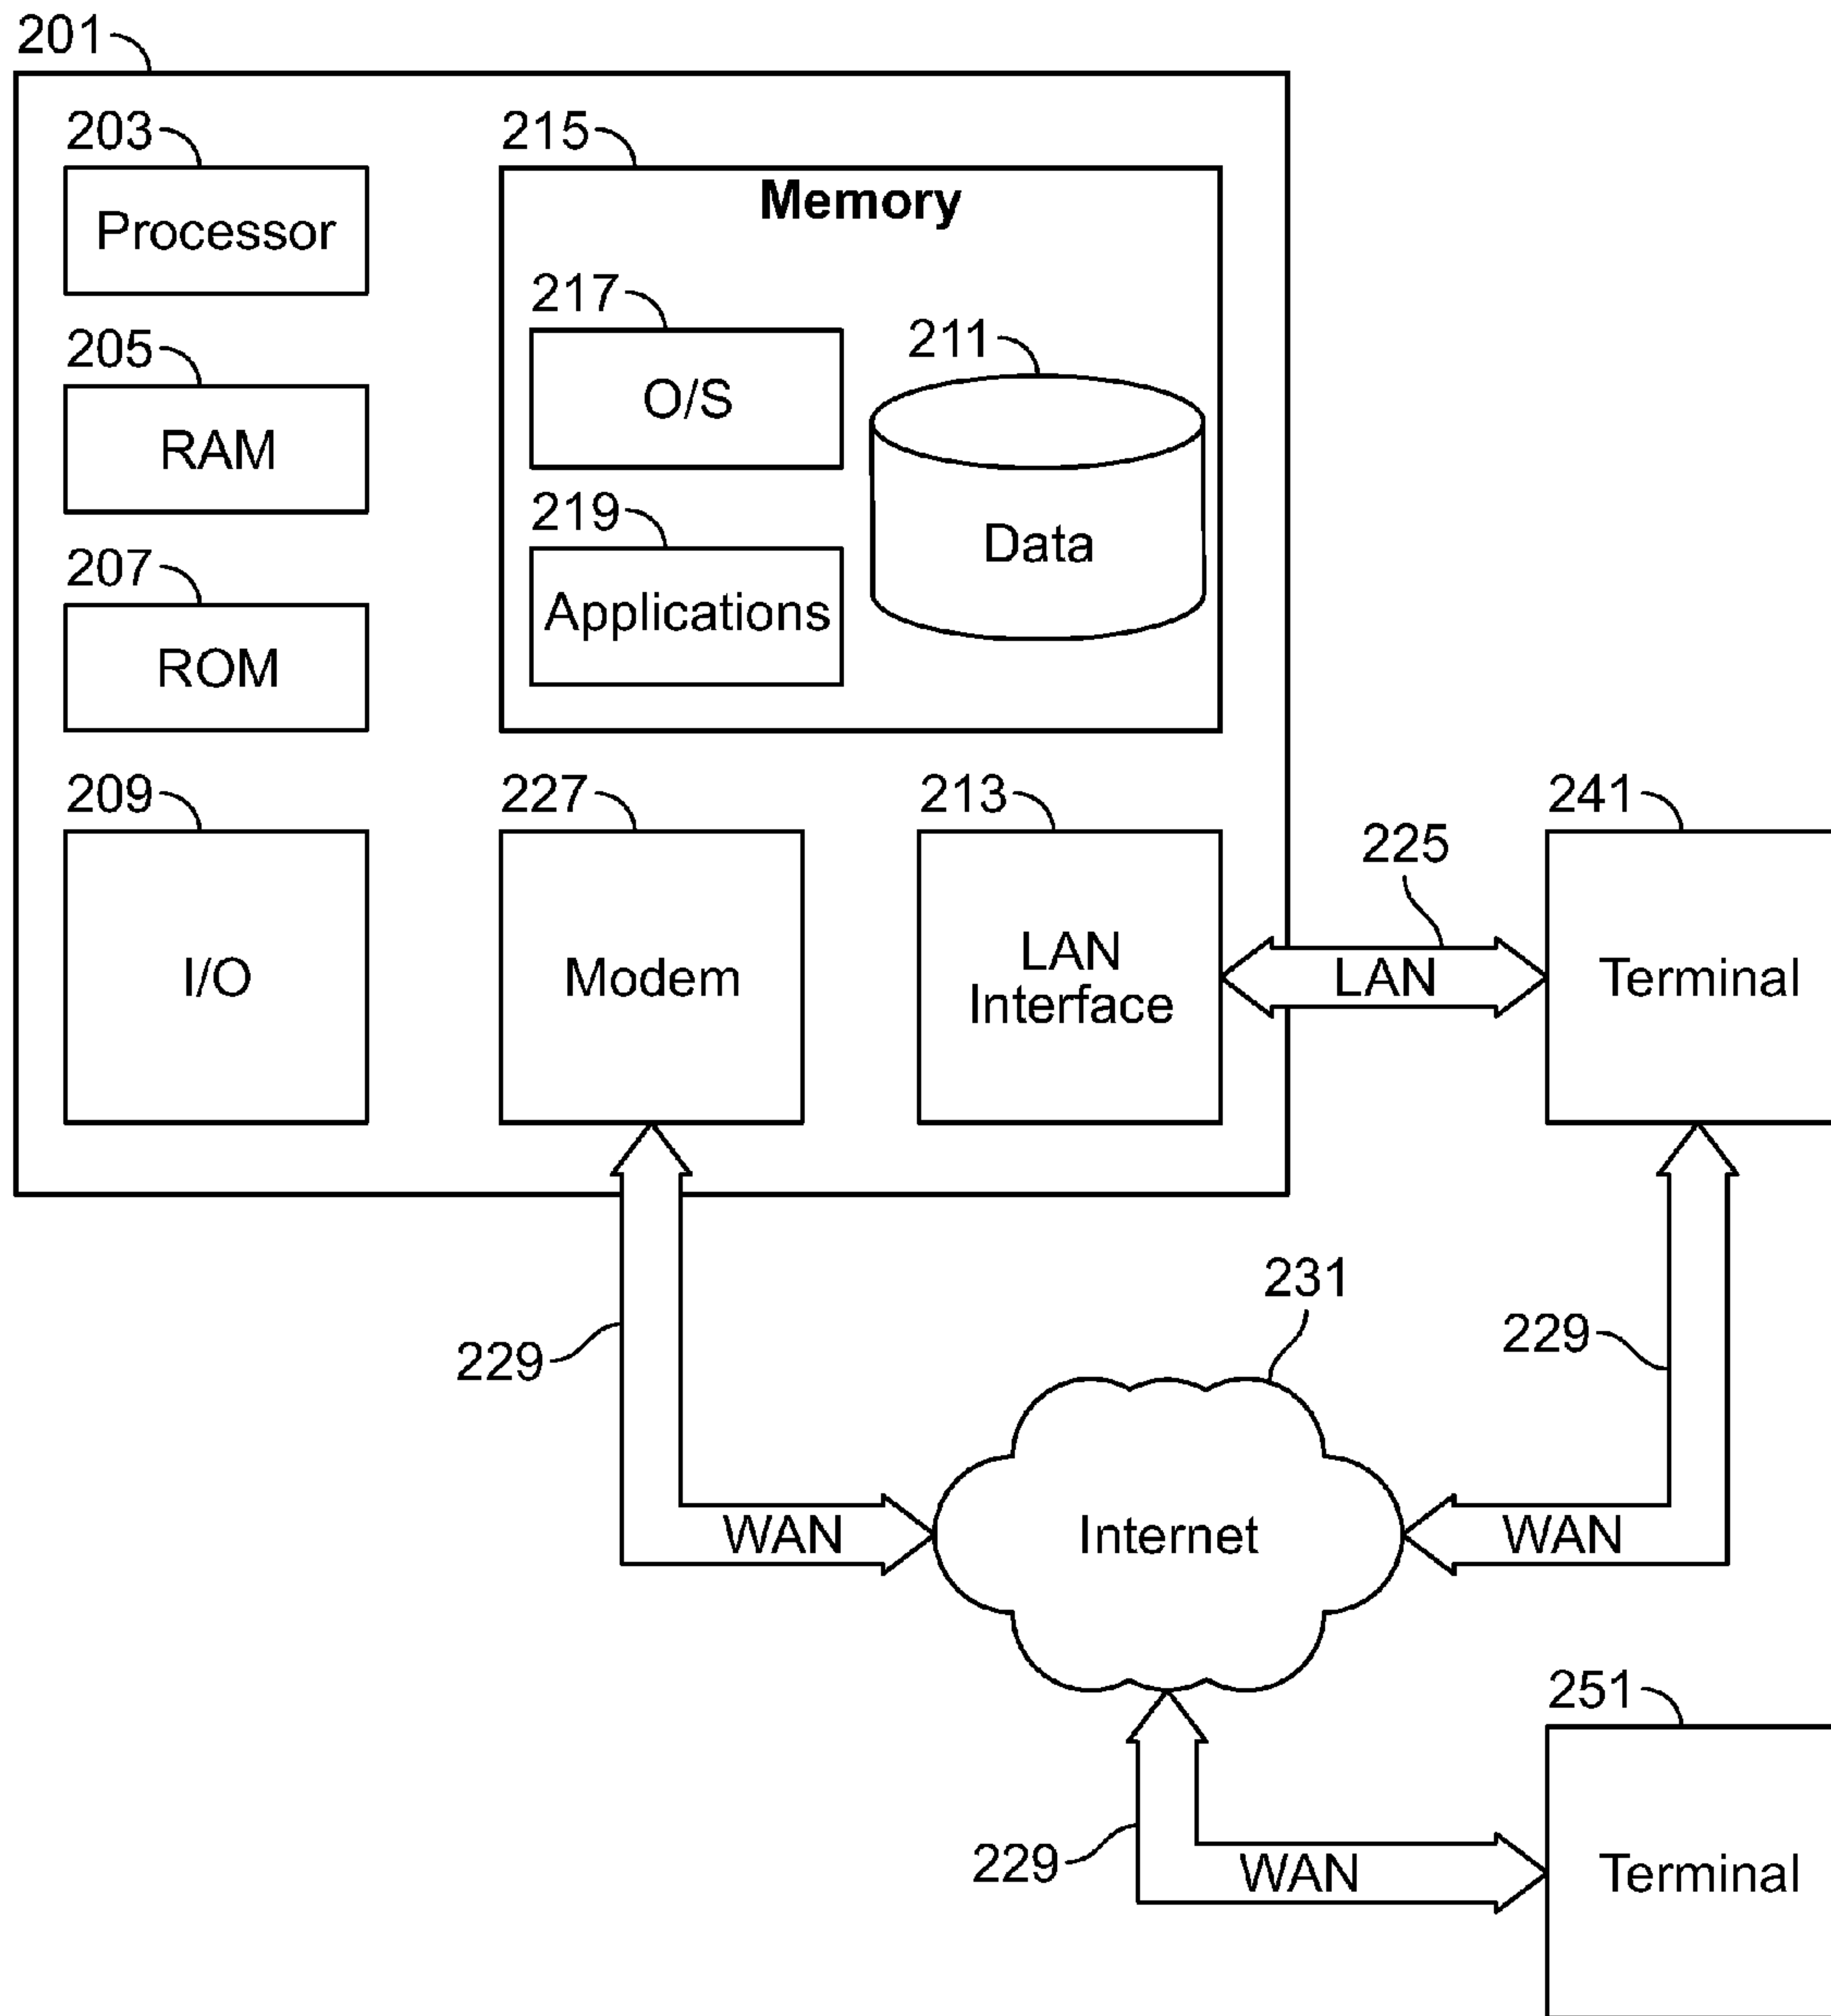 201
203
Processor
215
Memory
205
RAM
217
O/S
211
Data
207
ROM
219
Applications
209
I/O
227
Modem
213
LAN
Interface
225
LAN
241
Terminal
229
WAN
231
Internet
229
WAN
229
WAN
251
Terminal